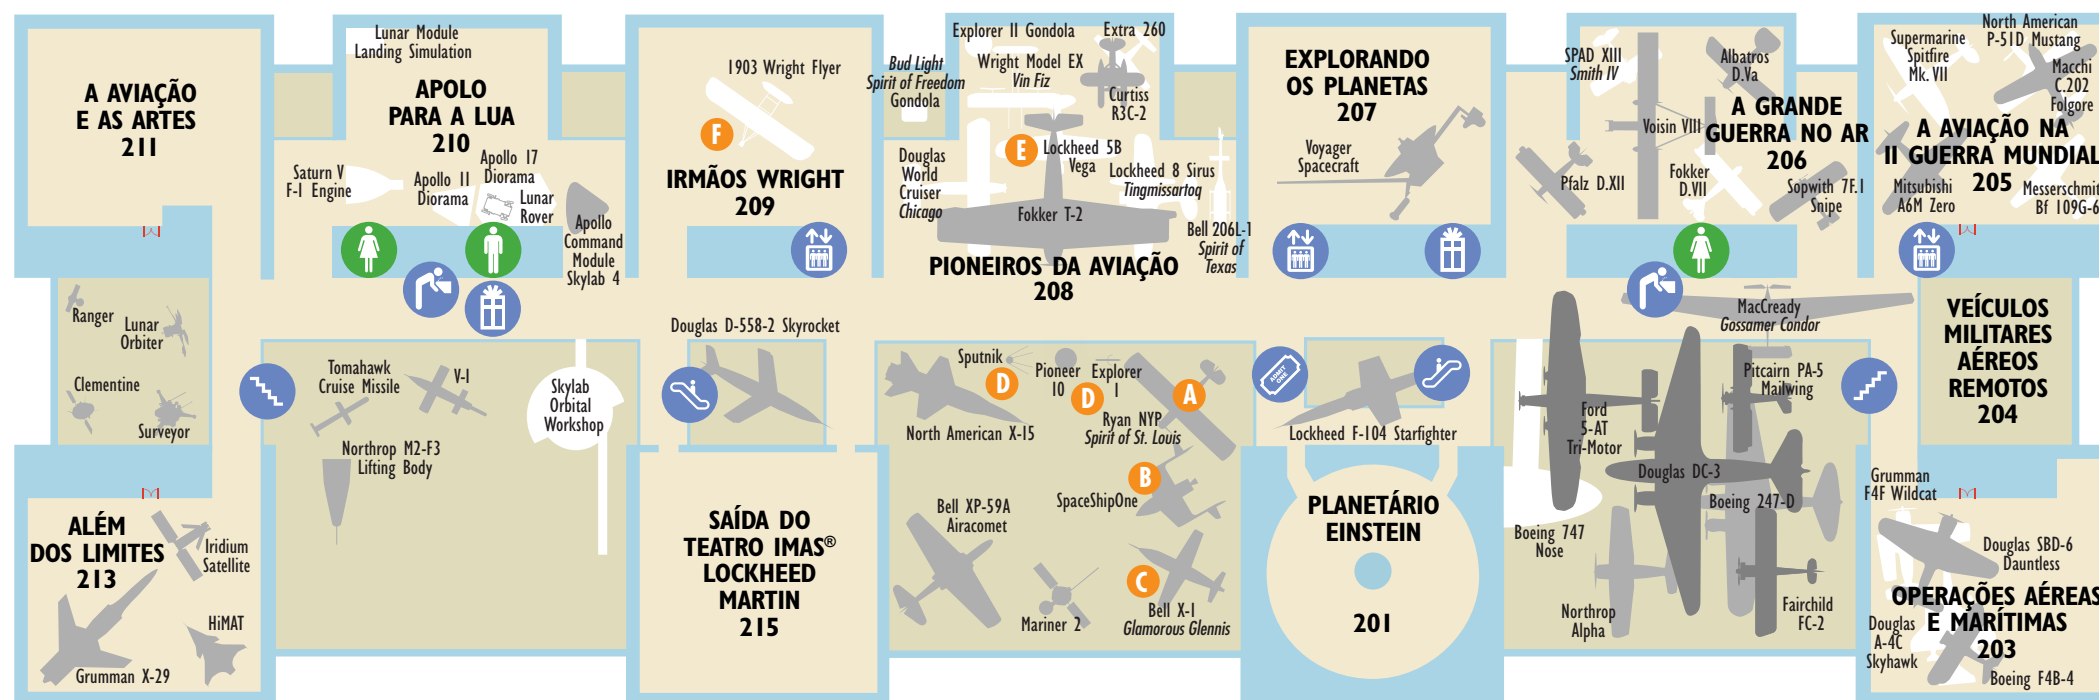 A AVIAÇÃO
E AS ARTES
211
Lunar Module
Landing Simulation
APOLO
PARA A LUA
210
Saturn V
F-1 Engine
Apollo 11
Diorama
Apollo 17
Diorama
Lunar
Rover
Apollo
Command
Module
Skylab 4
1903 Wright Flyer
F
IRMÃOS WRIGHT
209
Bud Light
Spirit of Freedom
Gondola
Explorer II Gondola
Wright Model EX
Vin Fiz
Extra 260
Curtiss
R3C-2
E
Lockheed 5B
Vega
Douglas
World
Cruiser
Chicago
Lockheed 8 Sirus
Tingmissartoq
Fokker T-2
Bell 206L-1
Spirit of
Texas
PIONEIROS DA AVIAÇÃO
208
EXPLORANDO
OS PLANETAS
207
Voyager
Spacecraft
SPAD XIII
Smith IV
Albatros
D.Va
Voisin VIII
A GRANDE
GUERRA NO AR
206
Pfalz D.XII
Fokker
D.VII
Sopwith 7F.1
Snipe
Supermarine
Spitfire
Mk. VII
North American
P-51D Mustang
Macchi
C.202
Folgore
A AVIAÇÃO NA
II GUERRA MUNDIAL
205
Mitsubishi
A6M Zero
Messerschmit
Bf 109G-6
Ranger
Lunar
Orbiter
Clementine
Surveyor
Tomahawk
Cruise Missile
V-1
Northrop M2-F3
Lifting Body
Skylab
Orbital
Workshop
Douglas D-558-2 Skyrocket
Sputnik
D
Pioneer
10
D
Explorer
1
A
North American X-15
Ryan NYP
Spirit of St. Louis
B
SpaceShipOne
Bell XP-59A
Airacomet
Mariner 2
C
Bell X-1
Glamorous Glennis
ADMIT
ONE
Lockheed F-104 Starfighter
PLANETÁRIO
EINSTEIN
201
MacCready
Gossamer Condor
Pitcairn PA-5
Mailwing
Ford
5-AT
Tri-Motor
Douglas DC-3
Boeing 247-D
Boeing 747
Nose
Northrop
Alpha
Fairchild
FC-2
VEÍCULOS
MILITARES
AÉREOS
REMOTOS
204
Grumman
F4F Wildcat
Douglas SBD-6
Dauntless
OPERAÇÕES AÉREAS
E MARÍTIMAS
203
Douglas
A-4C
Skyhawk
Boeing F4B-4
ALÉM
DOS LIMITES
213
Iridium
Satellite
HiMAT
Grumman X-29
SAÍDA DO
TEATRO IMAS®
LOCKHEED
MARTIN
215